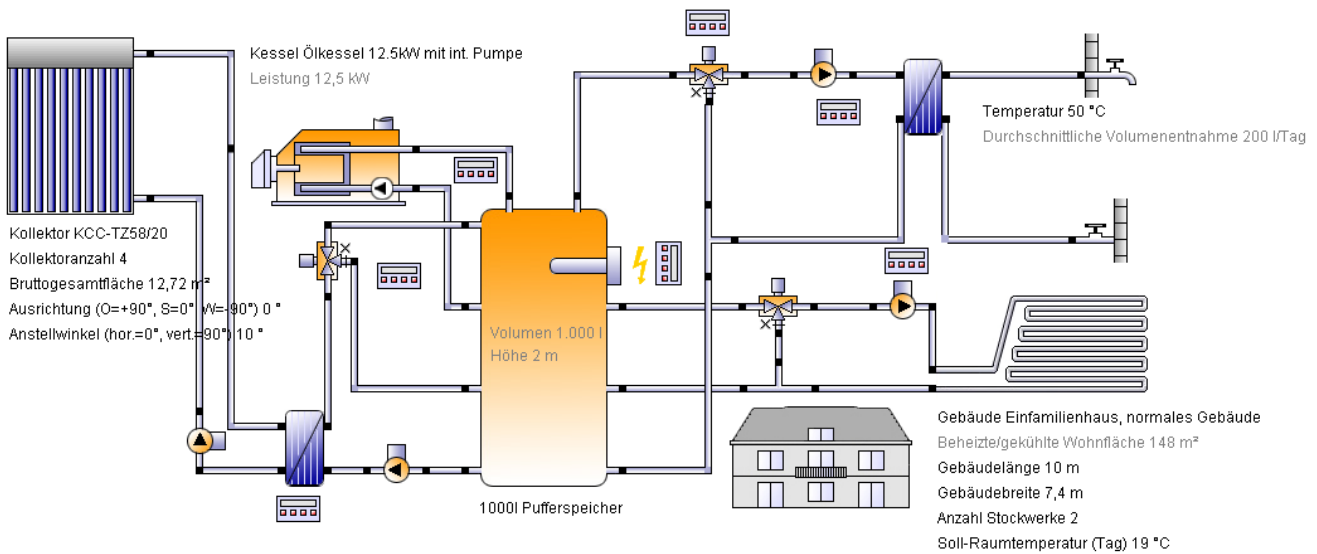 Kessel Ölkessel 12.5kW mit int. Pumpe
Leistung 12,5 kW
Temperatur 50 °C
Durchschnittliche Volumenentnahme 200 l/Tag
Kollektor KCC-TZ58/20
Kollektoranzahl 4
Bruttogesamtfläche 12,72 m²
Ausrichtung (O=+90°, S=0°, W=-90°) 0 °
Anstellwinkel (hor.=0°, vert.=90°) 10 °
Volumen 1.000 l
Höhe 2 m
1000l Pufferspeicher
Gebäude Einfamilienhaus, normales Gebäude
Beheizte/gekühlte Wohnfläche 148 m²
Gebäudelänge 10 m
Gebäudebreite 7,4 m
Anzahl Stockwerke 2
Soll-Raumtemperatur (Tag) 19 °C